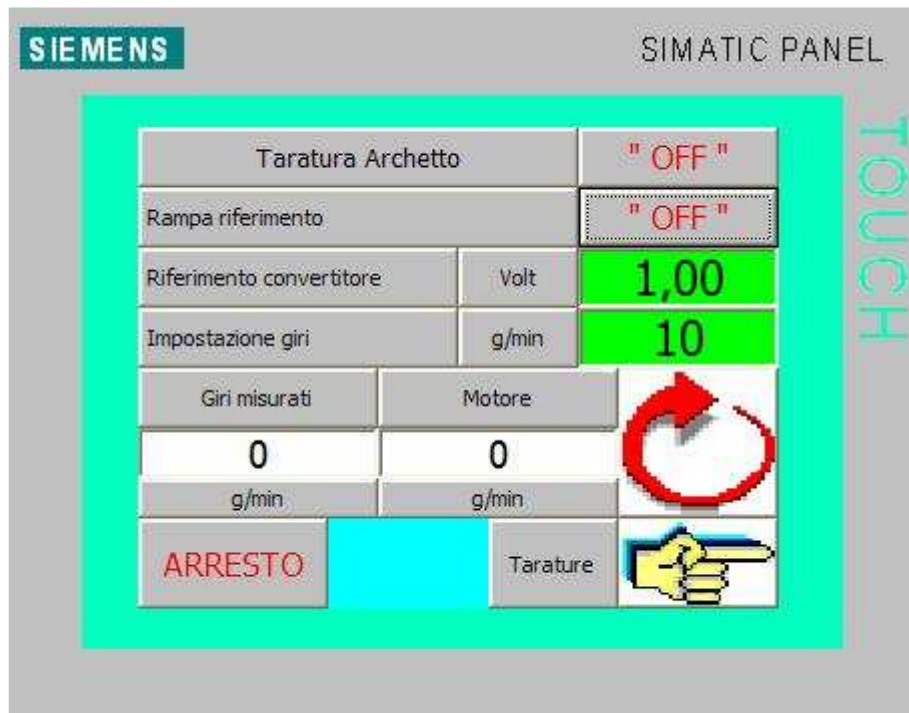 SIEMENS
SIMATIC PANEL
TOUCH
Taratura Archetto
" OFF "
Rampa riferimento
" OFF "
Riferimento convertitore
Volt
1,00
Impostazione giri
g/min
10
Giri misurati
Motore
0
0
g/min
g/min
ARRESTO
Tarature